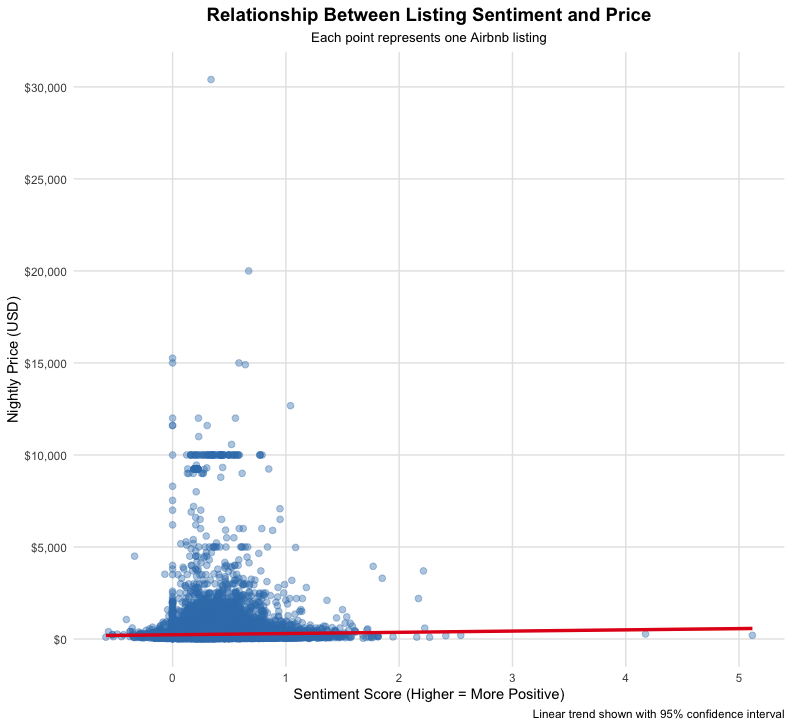 Relationship Between Listing Sentiment and Price
Each point represents one Airbnb listing
Nightly Price (USD)
$30,000
$25,000
$20,000
$15,000
$10,000
$5,000
$0
0 1 2 3 4 5
Sentiment Score (Higher = More Positive)
Linear trend shown with 95% confidence interval